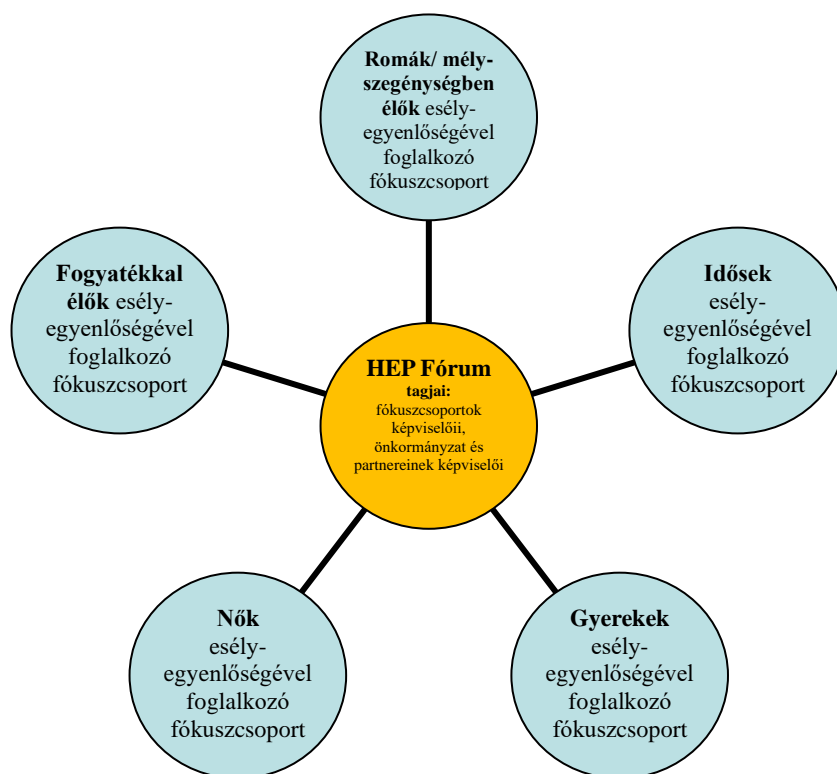 Romák/ mély-
szegénységben
élők esély-
egyenlőségével
foglalkozó
fókuszcsoport
Fogyatékkal
élők esély-
egyenlőségével
foglalkozó
fókuszcsoport
Idősek
esély-
egyenlőségével
foglalkozó
fókuszcsoport
HEP Fórum
tagjai:
fókuszcsoportok
képviselőii,
önkormányzat és
partnereinek képviselői
Nők
esély-
egyenlőségével
foglalkozó
fókuszcsoport
Gyerekek
esély-
egyenlőségével
foglalkozó
fókuszcsoport